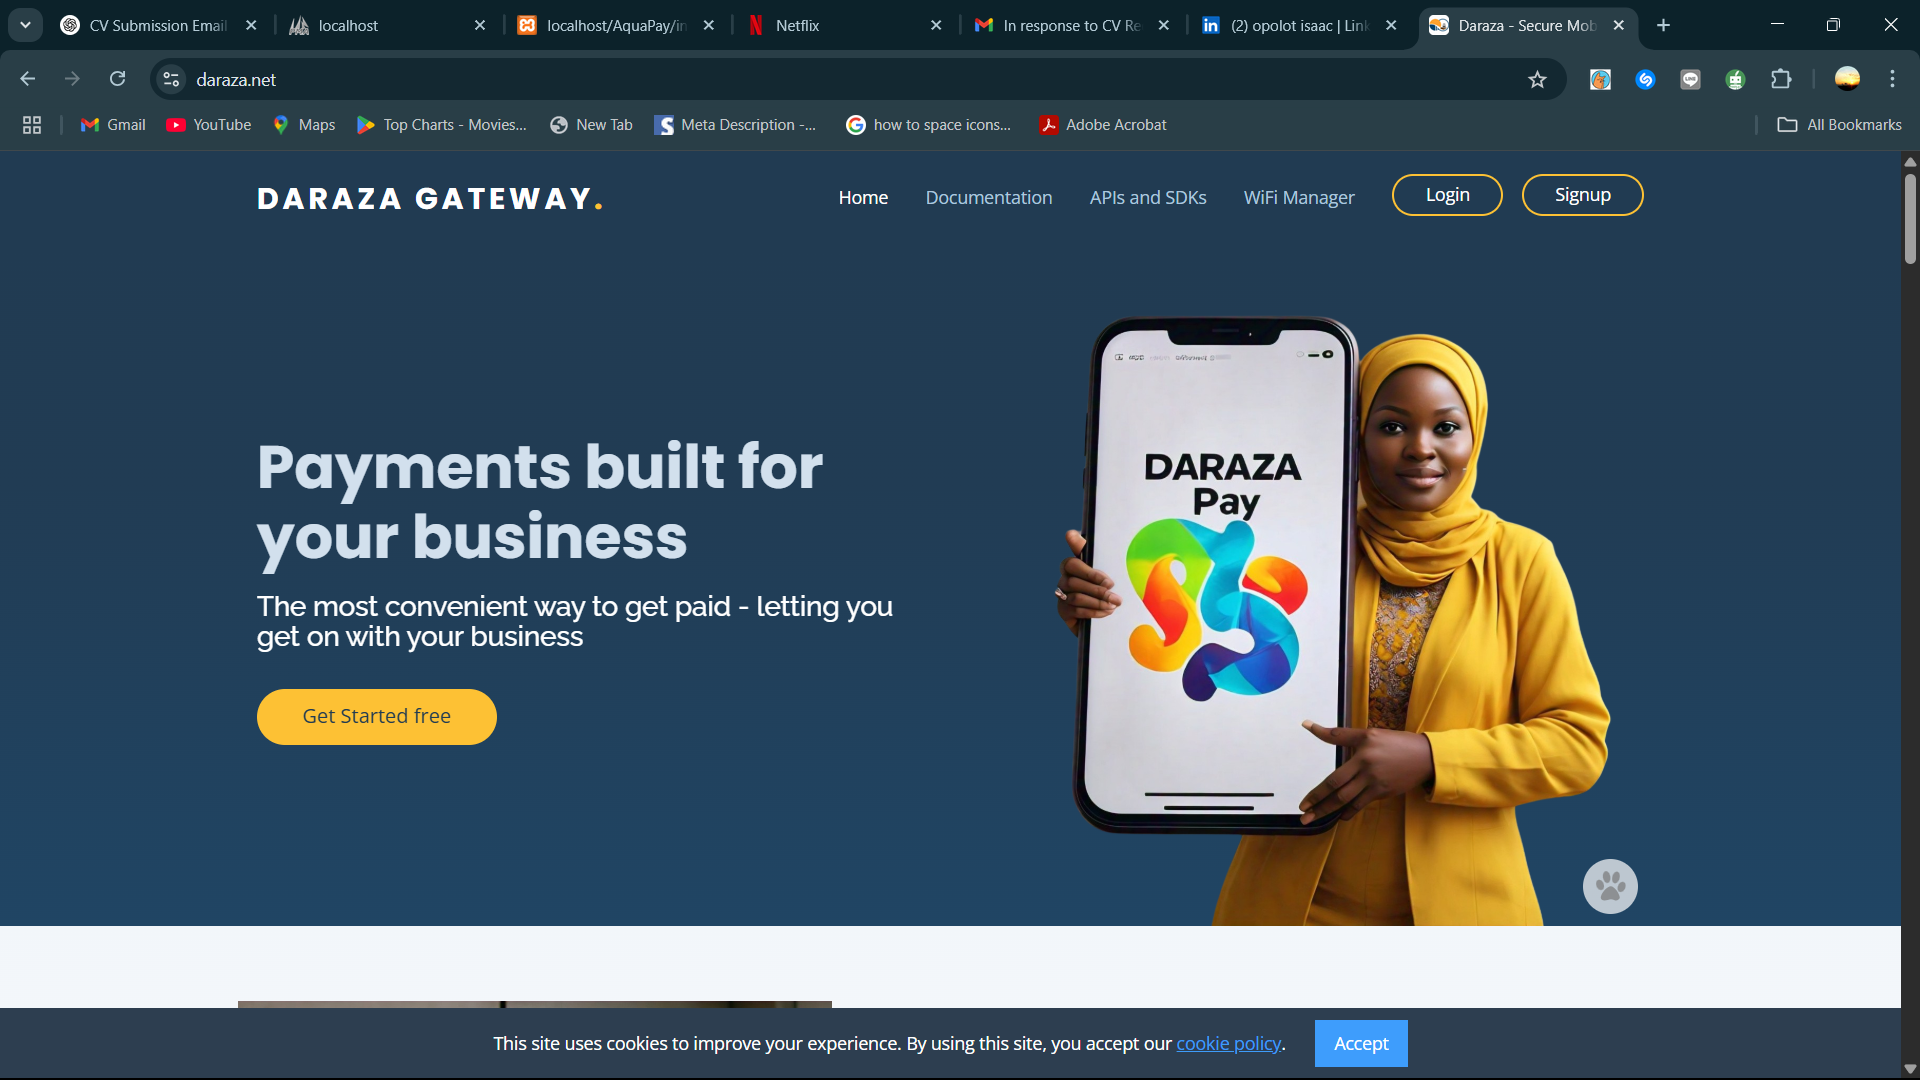 CV Submission Email
localhost
localhost/AquaPay/in
Netflix
In response to CV Re
(2) opolot isaac | Link
Daraza - Secure Mob
daraza.net
Gmail
YouTube
Maps
Top Charts - Movies...
New Tab
Meta Description -...
how to space icons...
Adobe Acrobat
All Bookmarks
DARAZA GATEWAY.
Home
Documentation
APIs and SDKs
WiFi Manager
Login
Signup
Payments built for
your business
The most convenient way to get paid - letting you
get on with your business
Get Started free
DARAZA
Pay
This site uses cookies to improve your experience. By using this site, you accept our cookie policy.
Accept